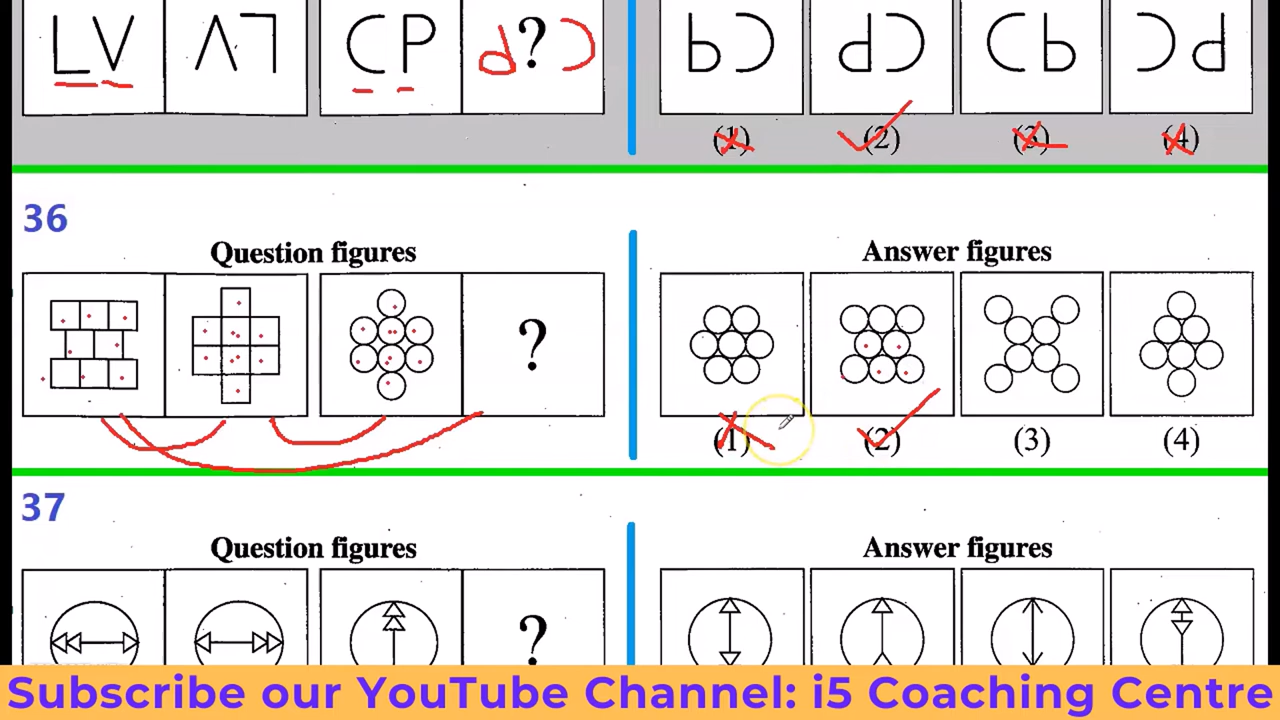 LV
CP
d ?
(1) (2) (3) (4)
36
Question figures
Answer figures
?
(1) (2) (3) (4)
37
Question figures
Answer figures
?
Subscribe our YouTube Channel: i5 Coaching Centre